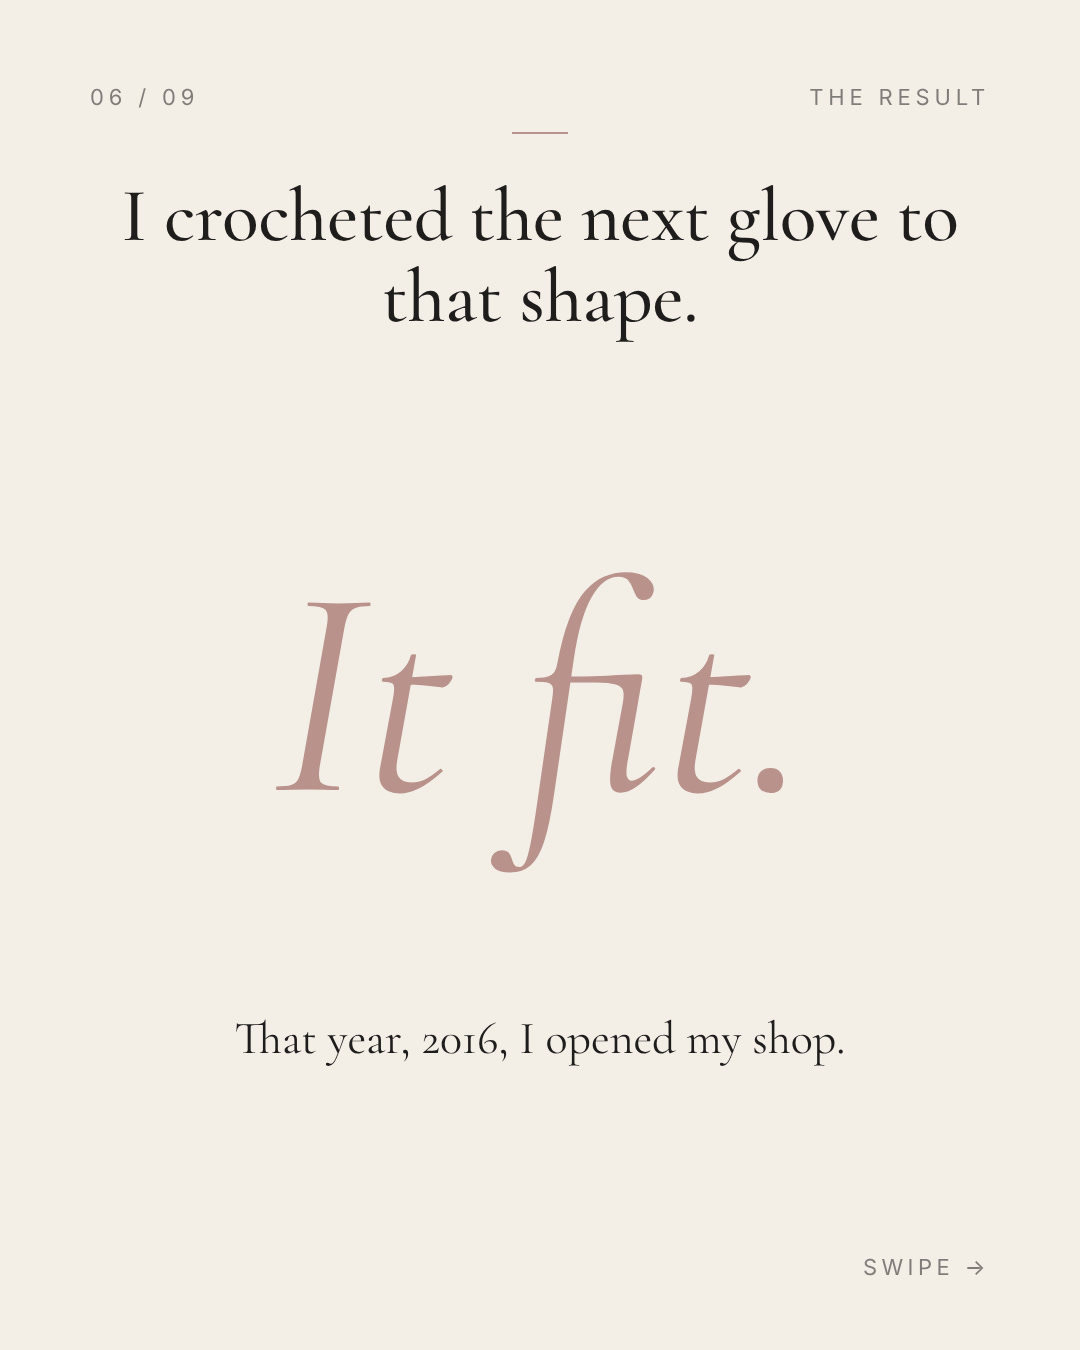 06 / 09
THE RESULT
I crocheted the next glove to
that shape.
It fit.
That year, 2016, I opened my shop.
SWIPE →